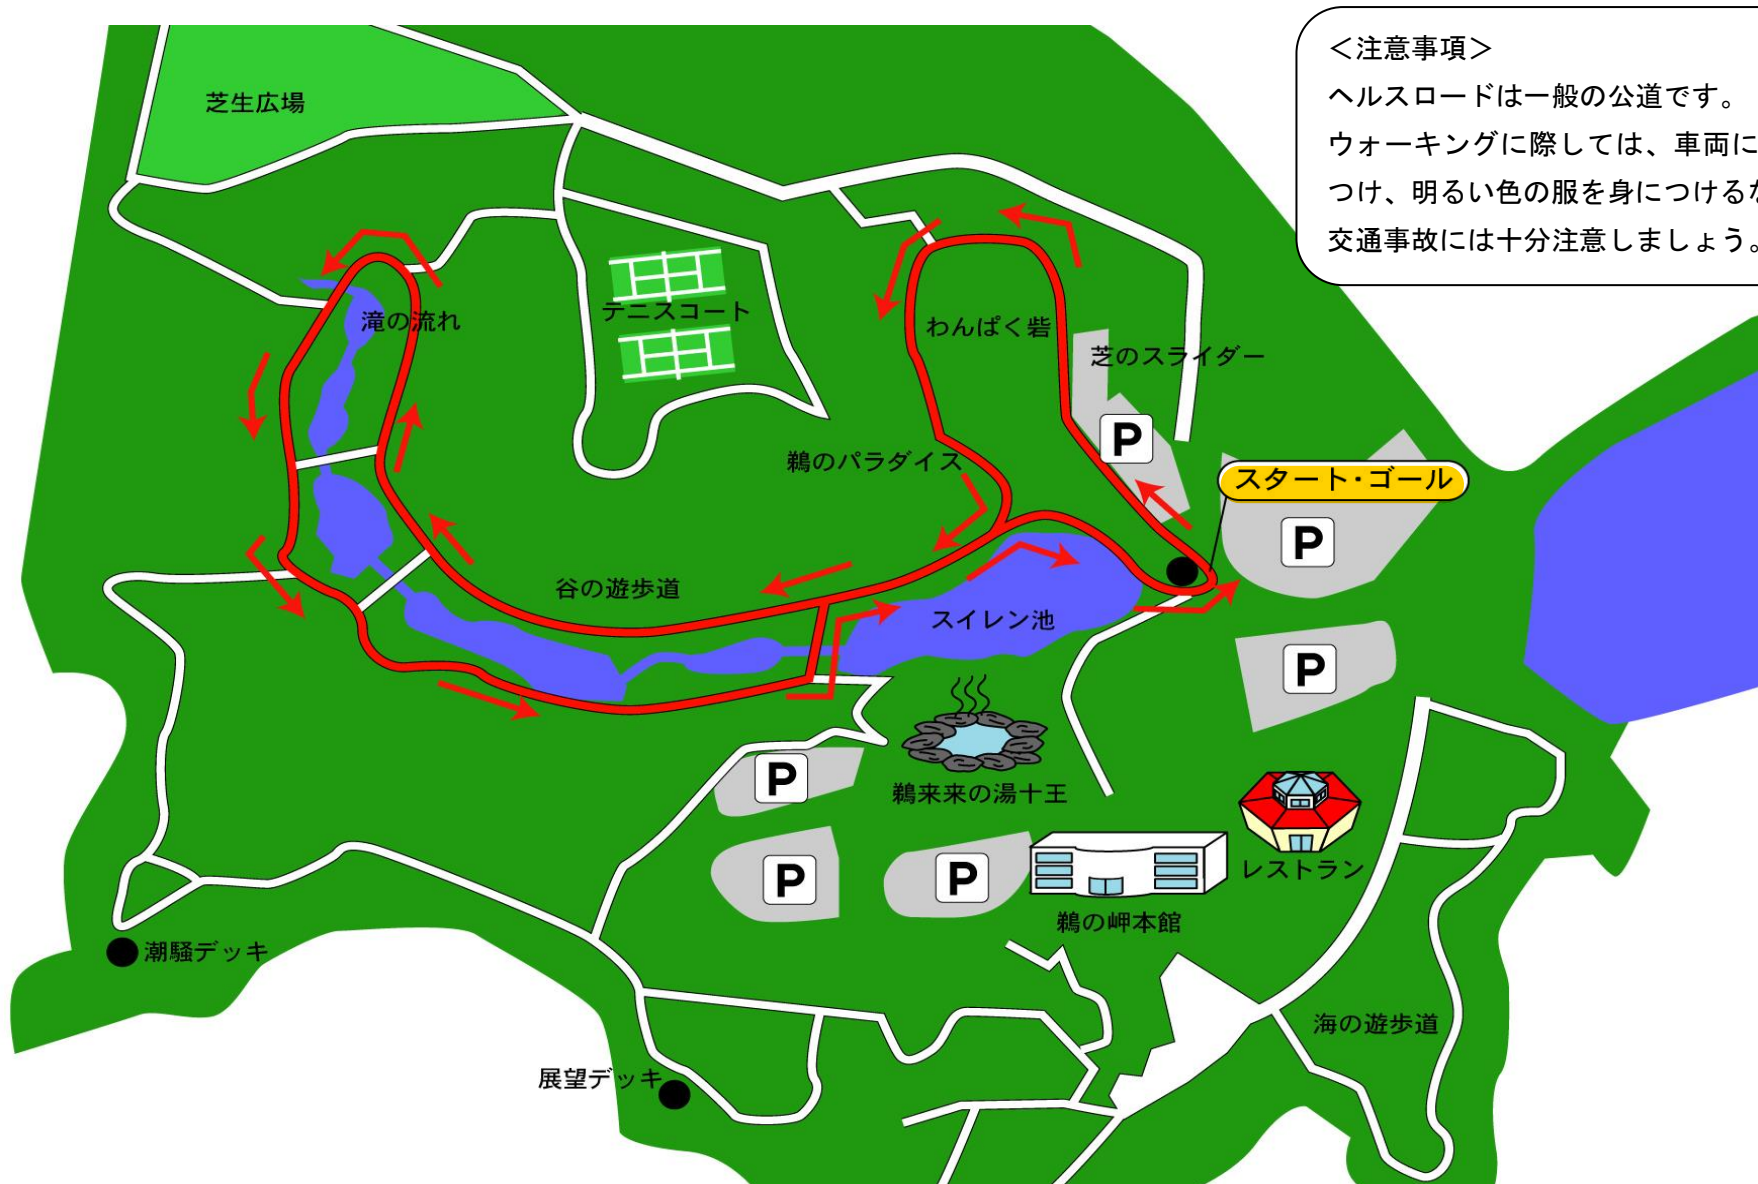 ＜注意事項＞
ヘルスロードは一般の公道です。
ウォーキングに際しては、車両に
つけ、明るい色の服を身につける
交通事故には十分注意しましょう。
芝生広場
滝の流れ
テニスコート
わんぱく砦
芝のスライダー
P
鵜のパラダイス
スタート・ゴール
P
谷の遊歩道
スイレン池
P
P
鵜来来の湯十王
レストラン
P
P
鵜の岬本館
潮騒デッキ
海の遊歩道
展望デッキ